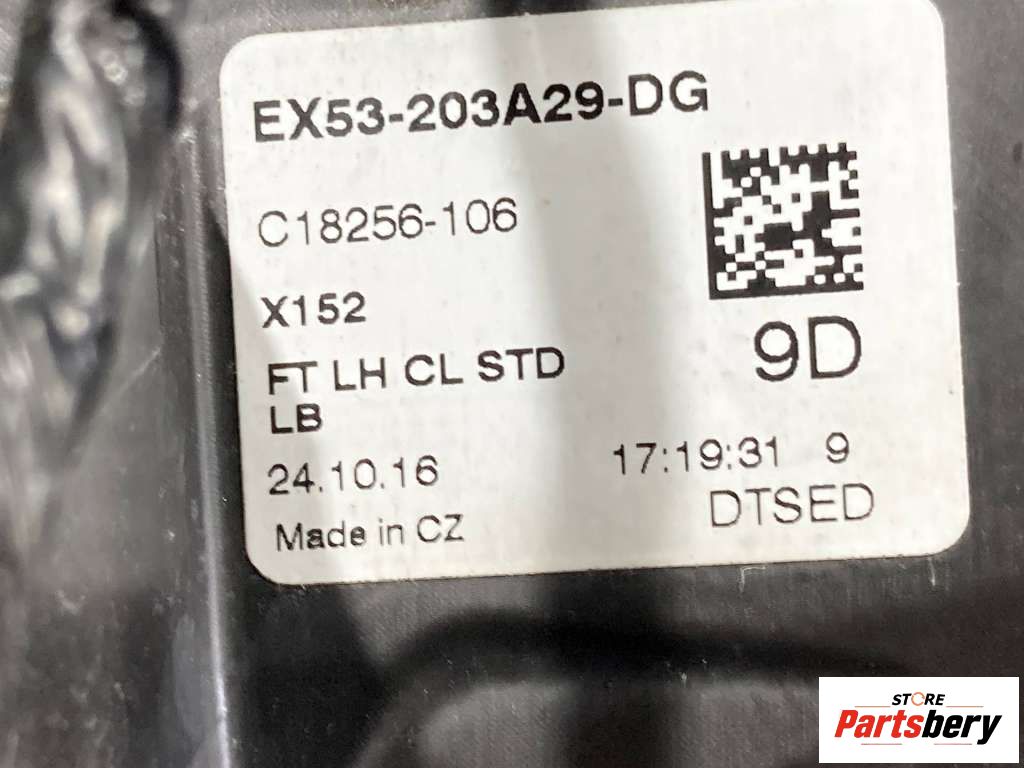 EX53-203A29-DG
C18256-106
X152
9D
FT LH CL STD
LB
24.10.16 17:19:31 9
Made in CZ DTSED
STORE
Partsbery